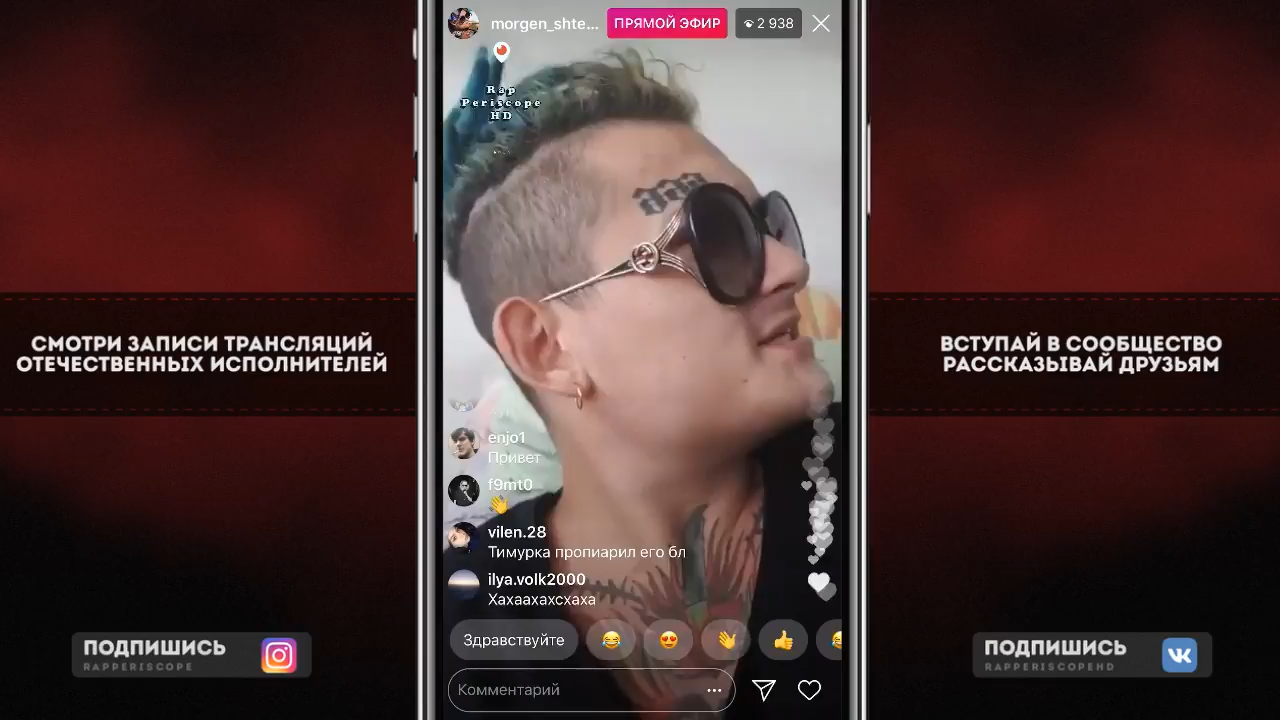 morgen_shte...
ПРЯМОЙ ЭФИР
2 938
Rap
Periscope
HD
СМОТРИ ЗАПИСИ ТРАНСЛЯЦИЙ
ОТЕЧЕСТВЕННЫХ ИСПОЛНИТЕЛЕЙ
ВСТУПАЙ В СООБЩЕСТВО
РАССКАЗЫВАЙ ДРУЗЬЯМ
enjo1
Привет
f9mt0
vilen.28
Тимурка пропиарил его бл
ilya.volk2000
Хахаахахсхаха
Здравствуйте
Комментарий
ПОДПИШИСЬ
RAPPERISCOPE
ПОДПИШИСЬ
RAPPERISCOPEHD